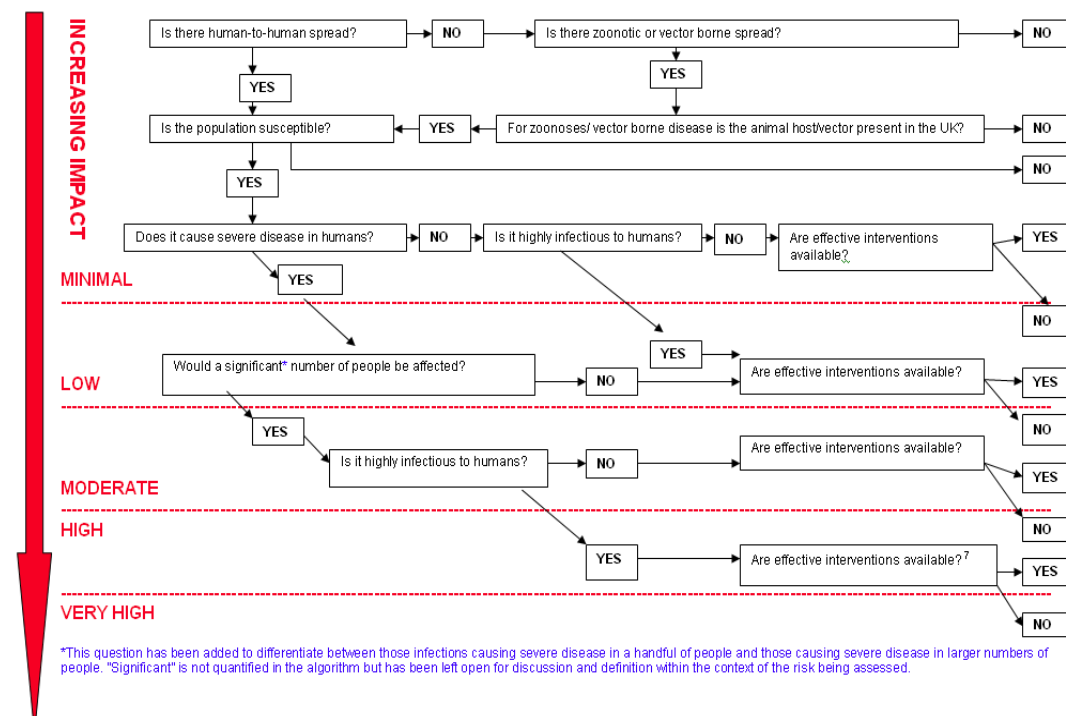 INCREASING IMPACT
Is there human-to-human spread?
NO
Is there zoonotic or vector borne spread?
NO
YES
YES
Is the population susceptible?
YES
For zoonoses/ vector borne disease is the animal host/vector present in the UK?
NO
NO
YES
Does it cause severe disease in humans?
NO
Is it highly infectious to humans?
NO
Are effective interventions
available?
YES
YES
MINIMAL
NO
Would a significant* number of people be affected?
YES
NO
Are effective interventions available?
YES
LOW
NO
YES
Is it highly infectious to humans?
NO
Are effective interventions available?
YES
MODERATE
NO
HIGH
YES
Are effective interventions available?7
YES
VERY HIGH
NO
*This question has been added to differentiate between those infections causing severe disease in a handful of people and those causing severe disease in larger numbers of
people. "Significant" is not quantified in the algorithm but has been left open for discussion and definition within the context of the risk being assessed.